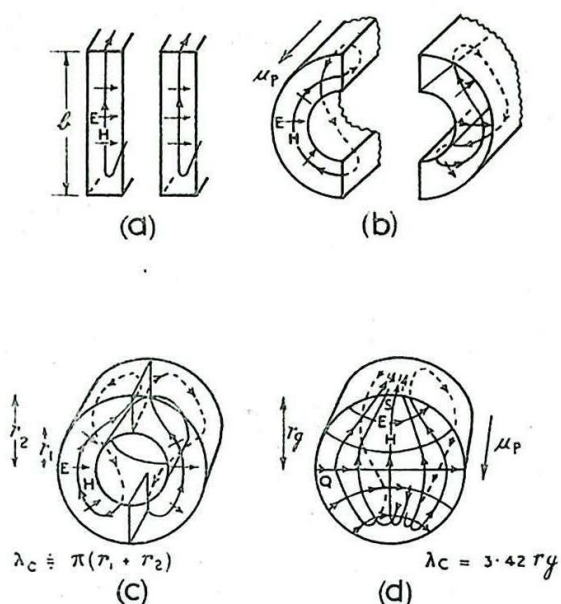 b
E
H
(a)
μP
E
H
(b)
r2
r1
E
H
λC ≑ π(r1 + r2)
(c)
rg
S
E
H
Q
μP
λC = 3·42 rg
(d)